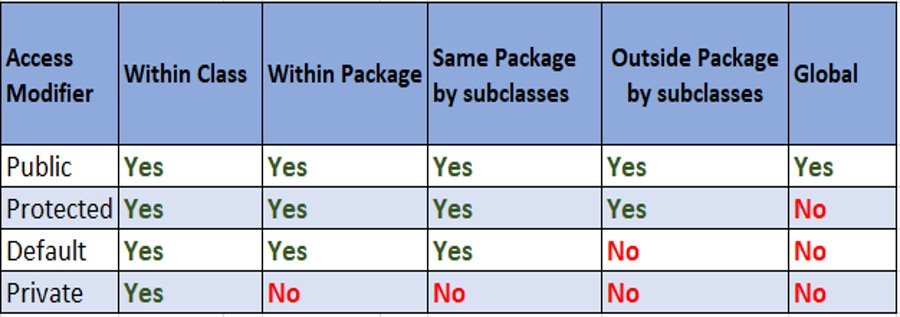 Access Modifier Within Class Within Package Same Package by subclasses Outside Package by subclasses Global
Public Yes Yes Yes Yes Yes
Protected Yes Yes Yes Yes No
Default Yes Yes Yes No No
Private Yes No No No No